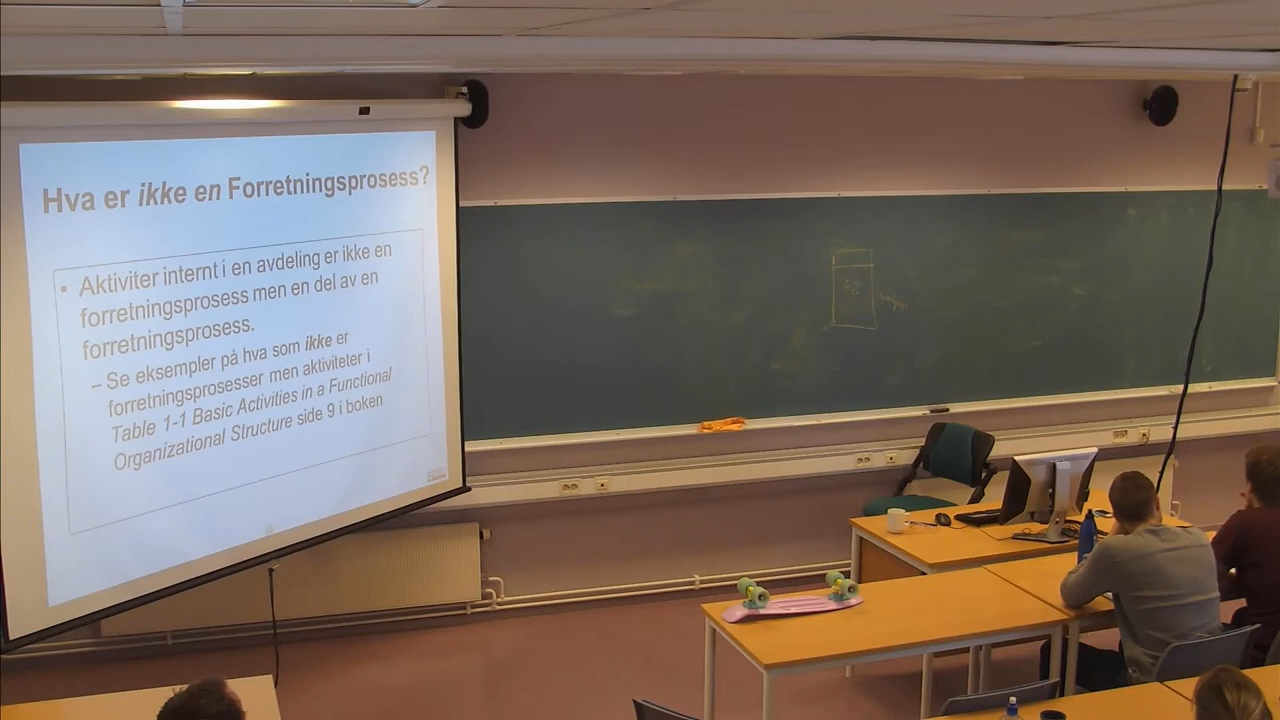 Hva er ikke en Forretningsprosess?
• Aktiviter internt i en avdeling er ikke en
forretningsprosess men en del av en
forretningsprosess.
– Se eksempler på hva som ikke er
forretningsprosesser men aktiviteter i
Table 1-1 Basic Activities in a Functional
Organizational Structure side 9 i boken